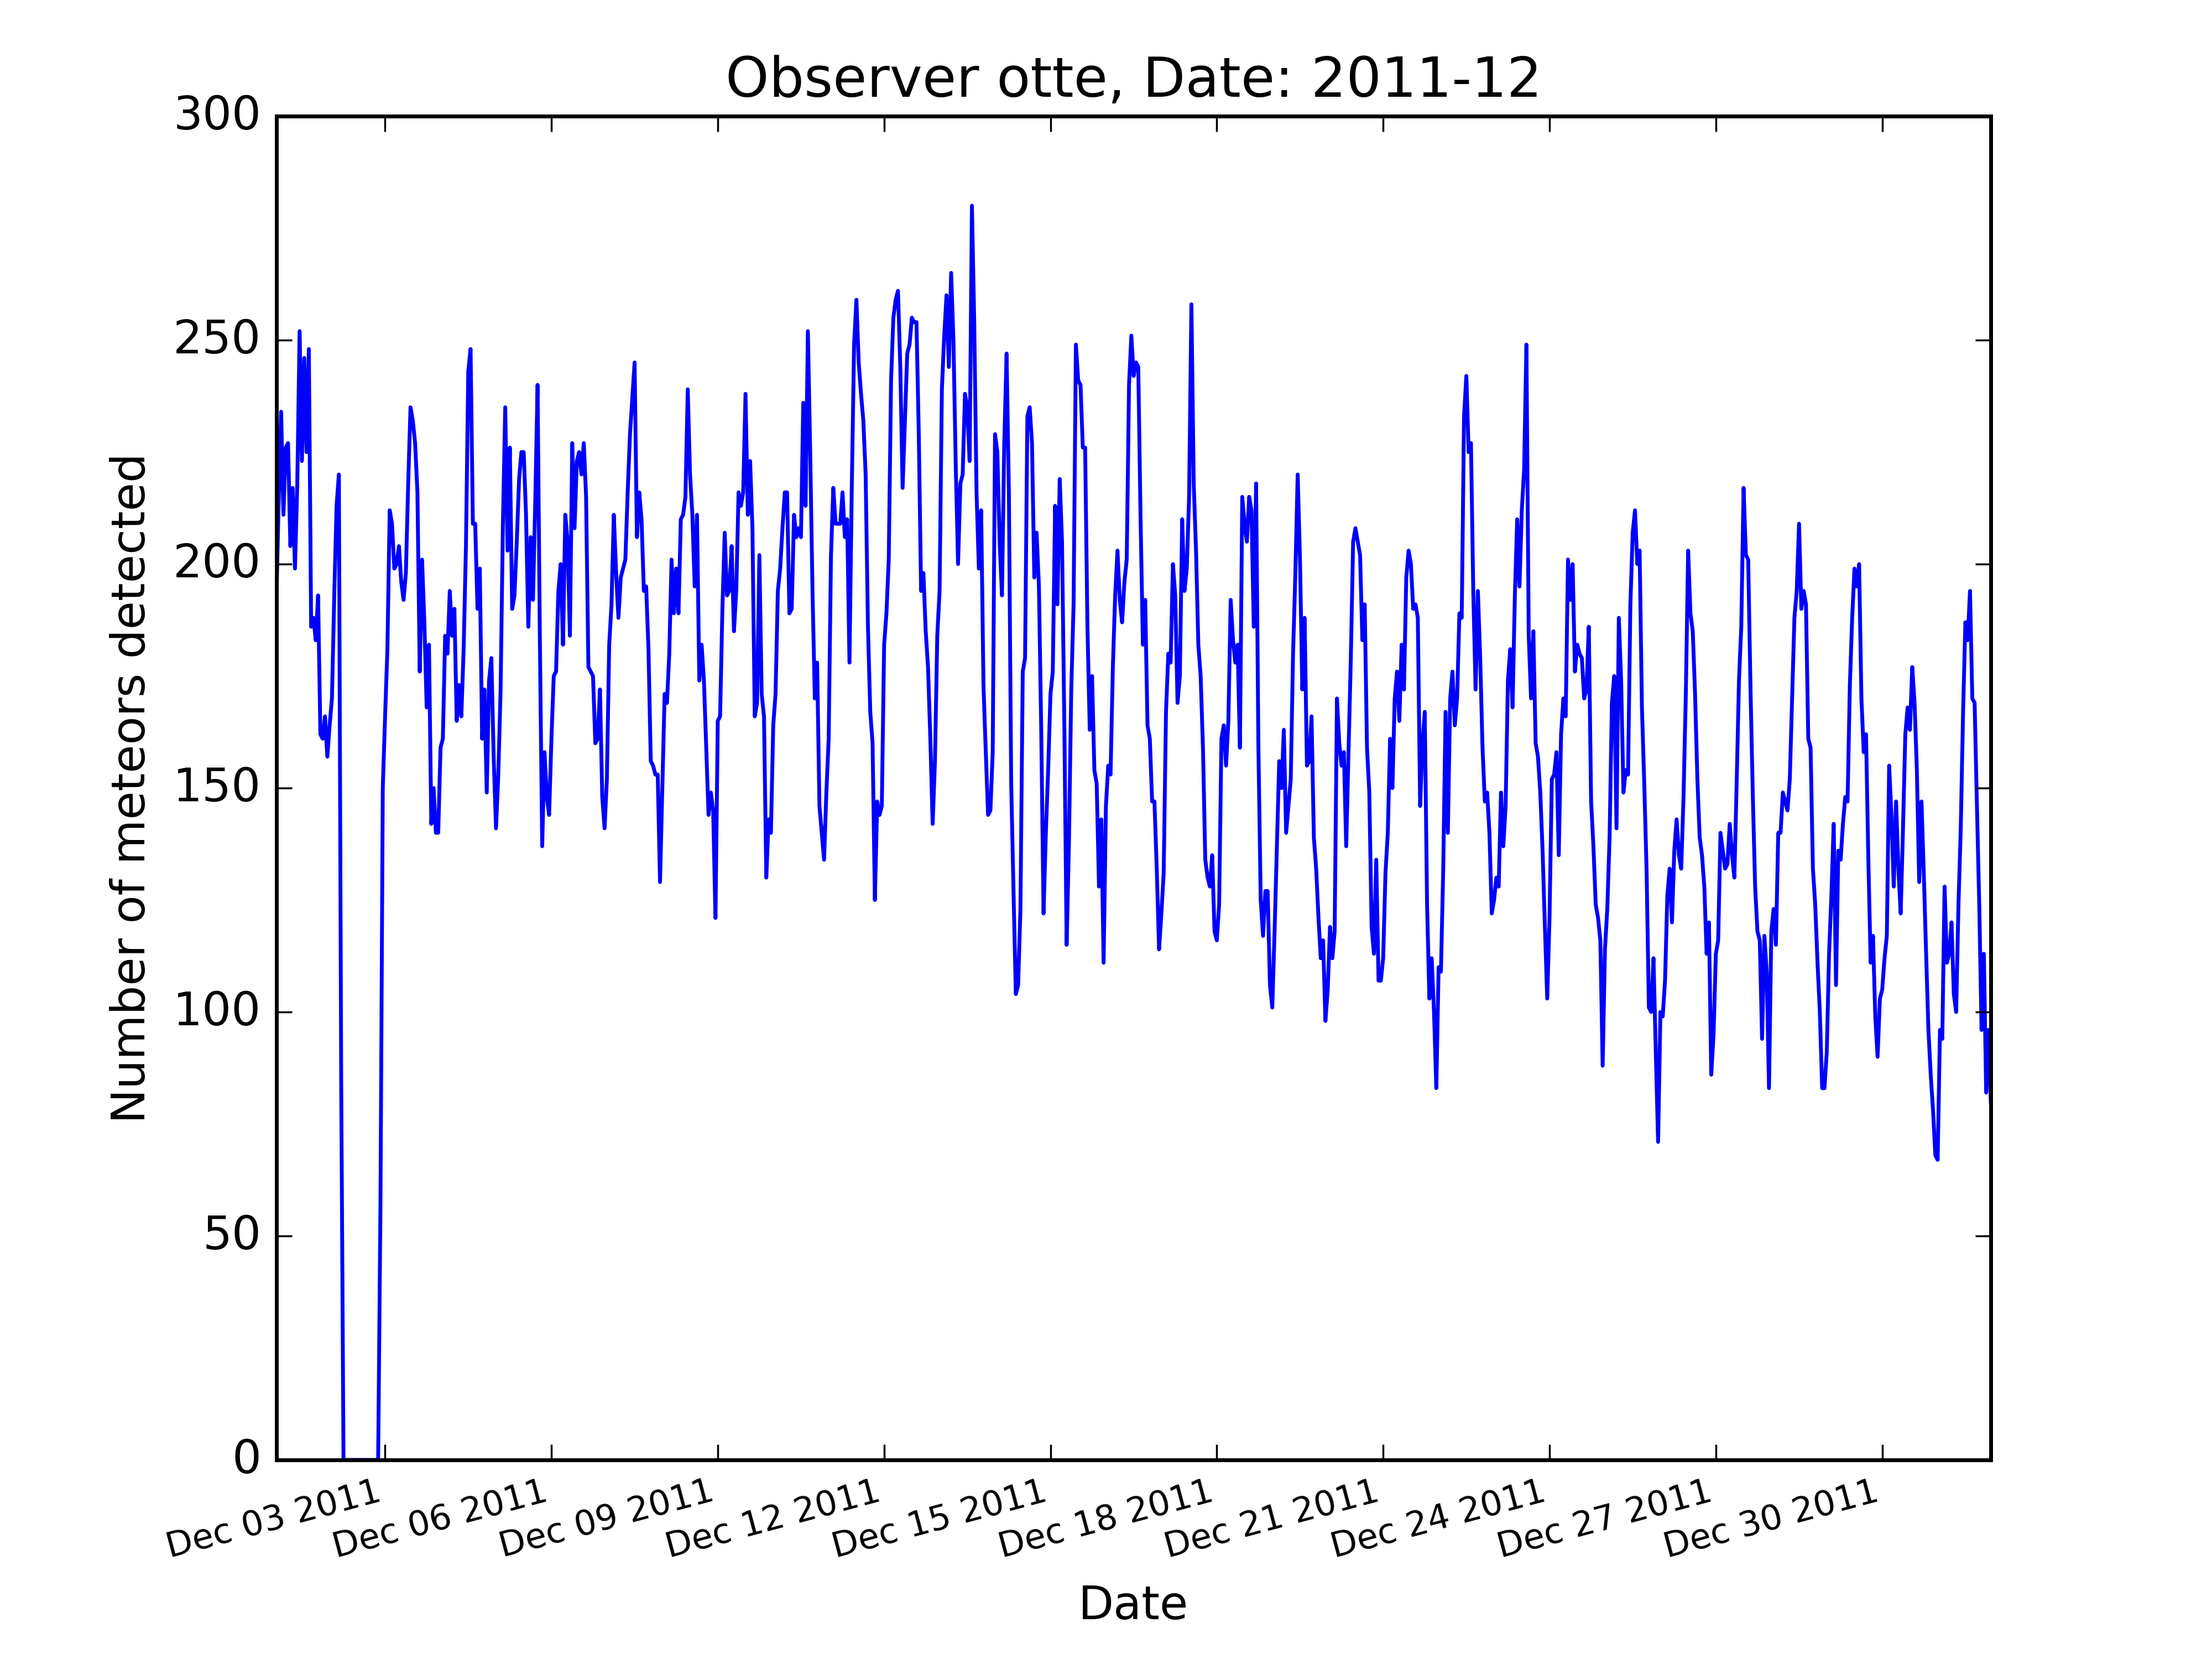 Observer otte, Date: 2011-12
Number of meteors detected
300
250
200
150
100
50
0
Dec 03 2011
Dec 06 2011
Dec 09 2011
Dec 12 2011
Dec 15 2011
Dec 18 2011
Dec 21 2011
Dec 24 2011
Dec 27 2011
Dec 30 2011
Date